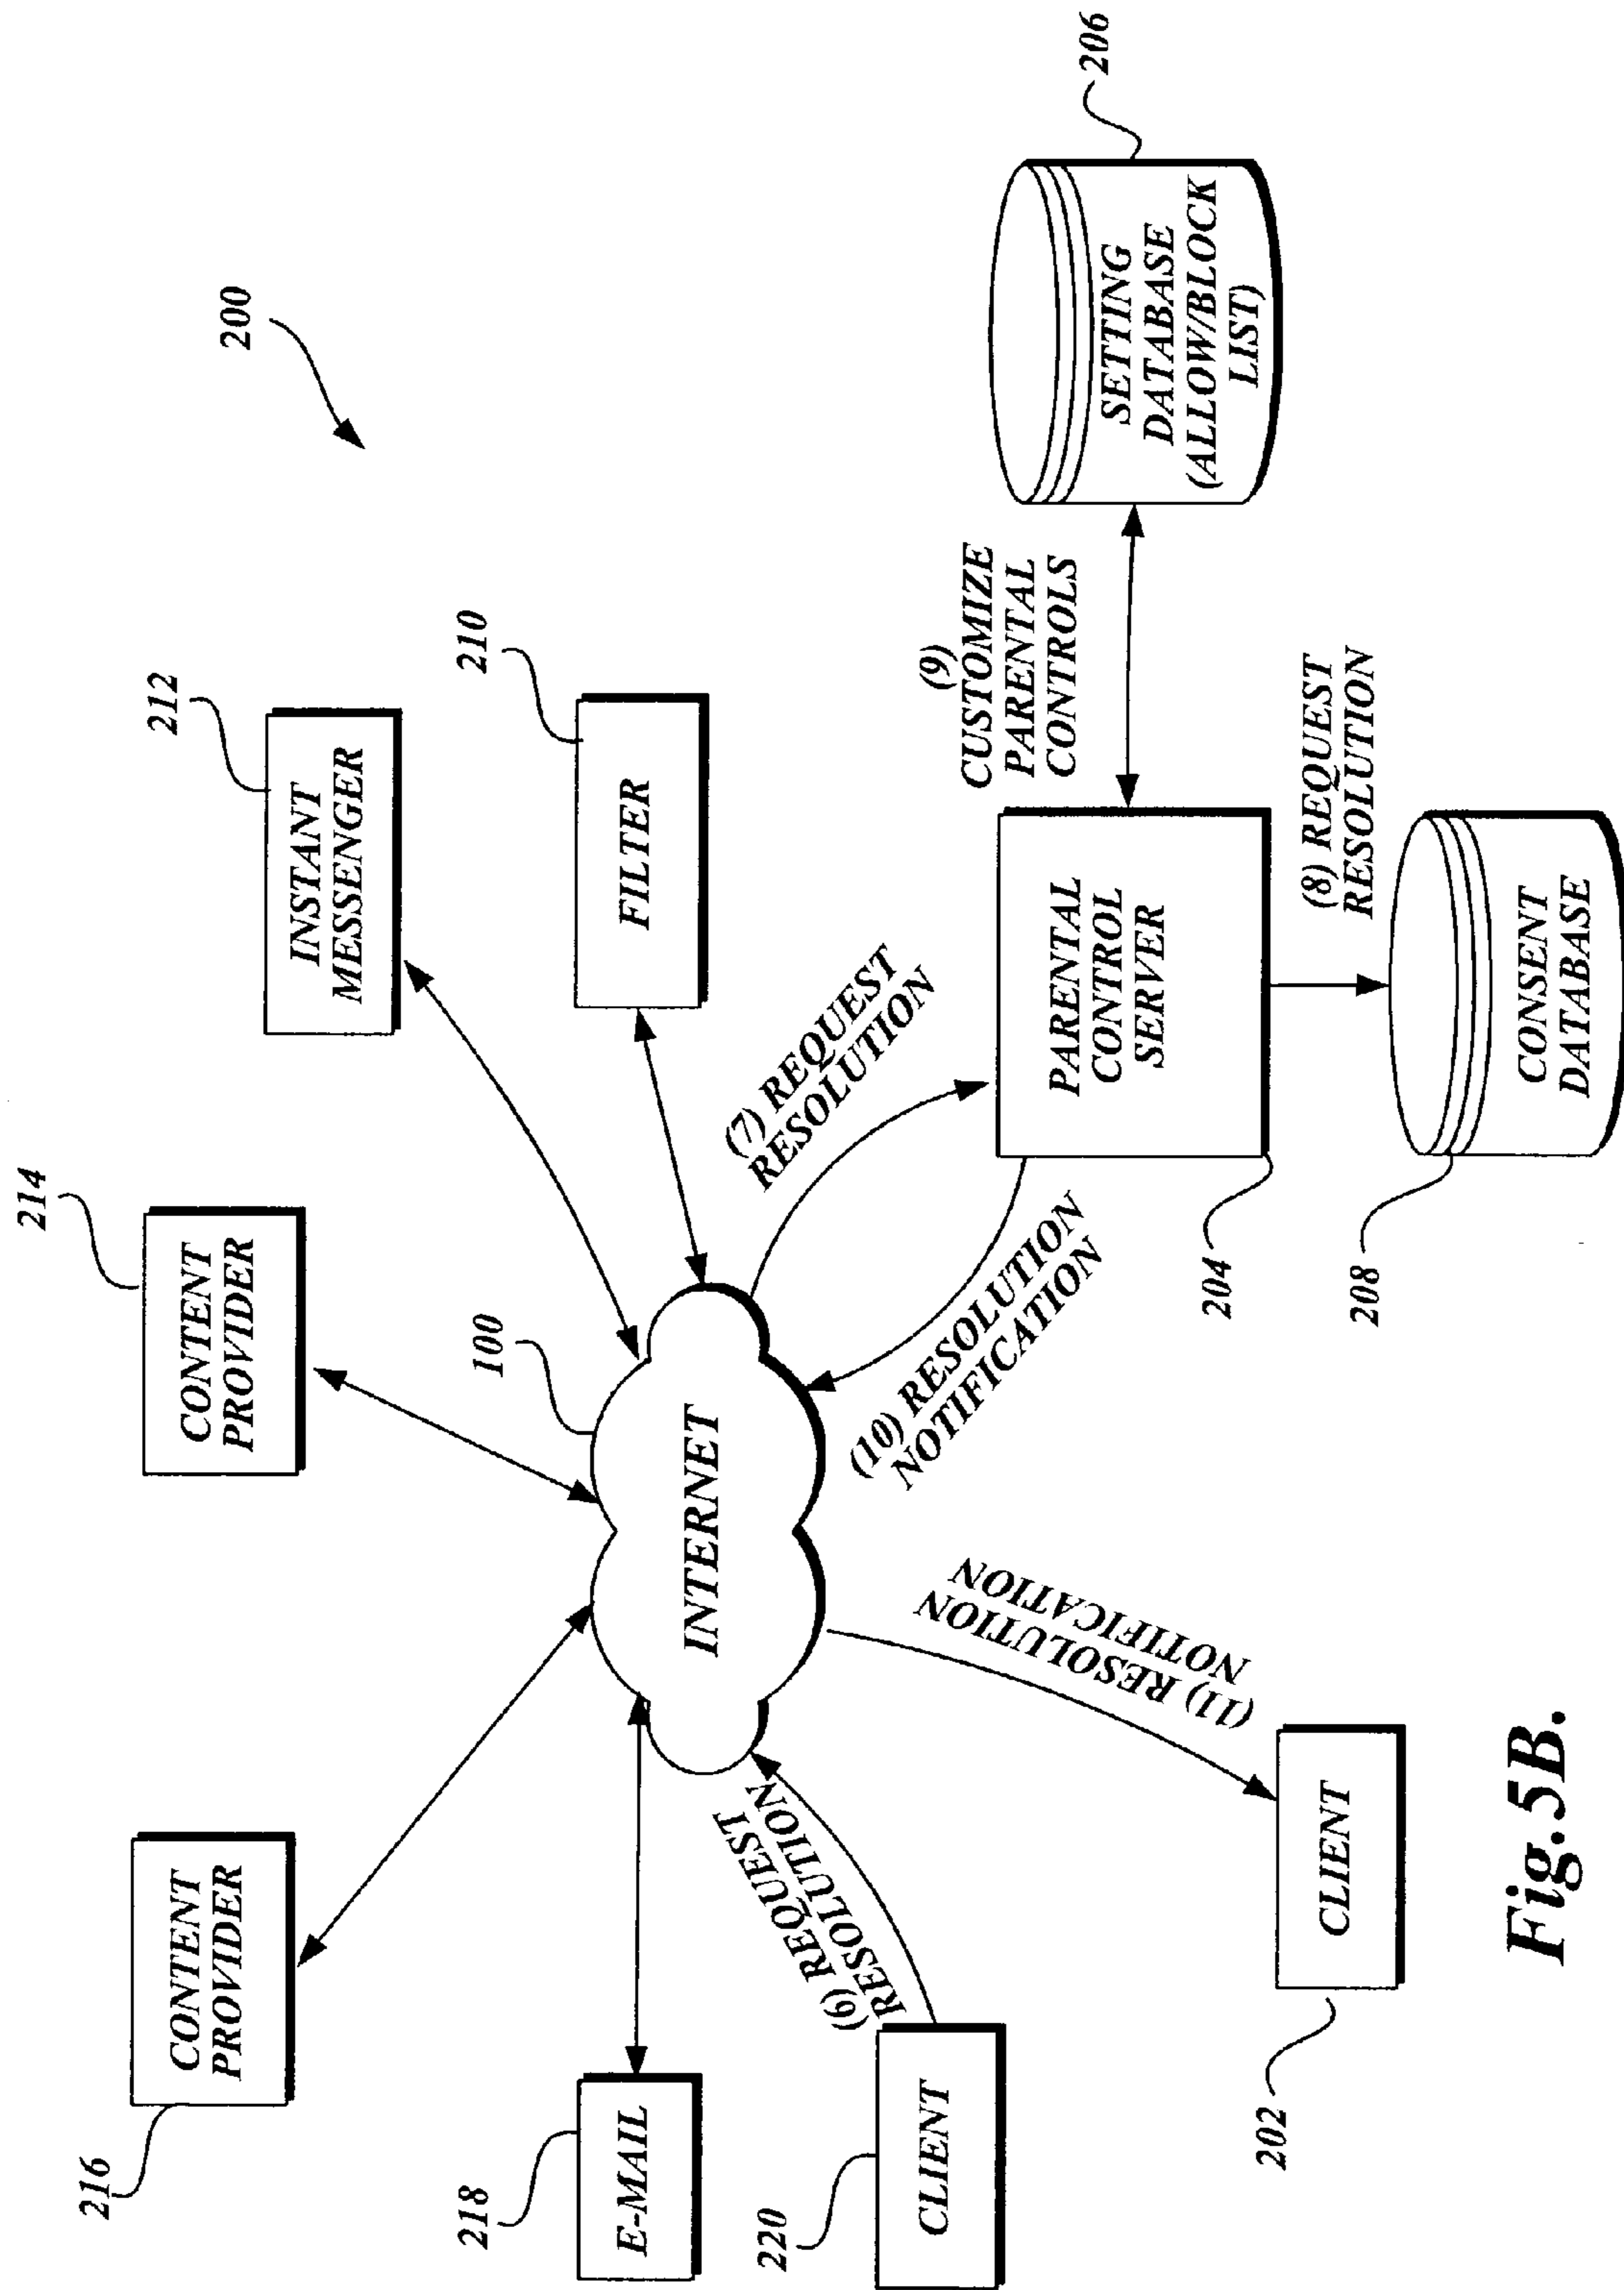 200
216
CONTENT
PROVIDER
214
CONTENT
PROVIDER
212
INSTANT
MESSENGER
218
E-MAIL
100
INTERNET
210
FILTER
220
CLIENT
(6) REQUEST
RESOLUTION
(7) REQUEST
RESOLUTION
(9)
CUSTOMIZE
PARENTAL
CONTROLS
206
SETTING
DATABASE
(ALLOW/BLOCK
LIST)
(10) RESOLUTION
NOTIFICATION
PARENTAL
CONTROL
SERVER
204
(11) RESOLUTION
NOTIFICATION
202
CLIENT
(8) REQUEST
RESOLUTION
208
CONSENT
DATABASE
Fig.5B.